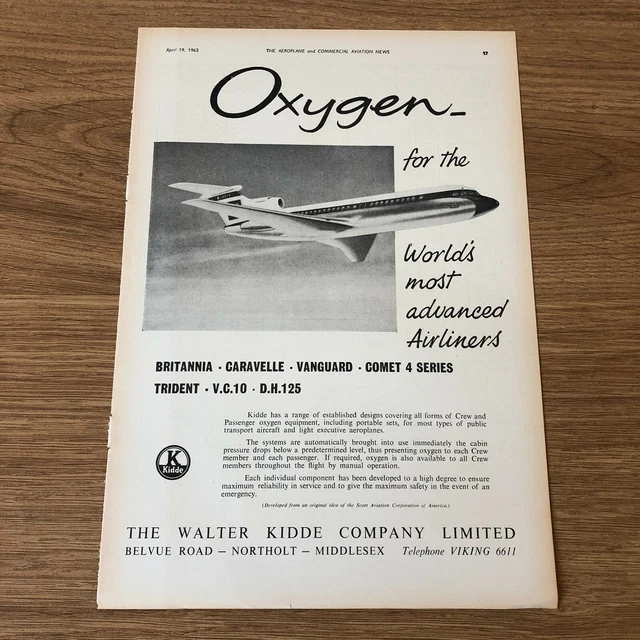 April 19, 1962 THE AEROPLANE and COMMERCIAL AVIATION NEWS 17
Oxygen-
for the
World's
most
advanced
Airliners
BRITANNIA · CARAVELLE · VANGUARD · COMET 4 SERIES
TRIDENT · V.C.10 · D.H.125
Kidde has a range of established designs covering all forms of Crew and
Passenger oxygen equipment, including portable sets, for most types of public
transport aircraft and light executive aeroplanes.
The systems are automatically brought into use immediately the cabin
pressure drops below a predetermined level, thus presenting oxygen to each Crew
member and each passenger. If required, oxygen is also available to all Crew
members throughout the flight by manual operation.
Each individual component has been developed to a high degree to ensure
maximum reliability in service and to give the maximum safety in the event of an
emergency.
(Developed from an original idea of the Scott Aviation Corporation of America.)
K
Kidde
THE WALTER KIDDE COMPANY LIMITED
BELVUE ROAD — NORTHOLT — MIDDLESEX Telephone VIKING 6611